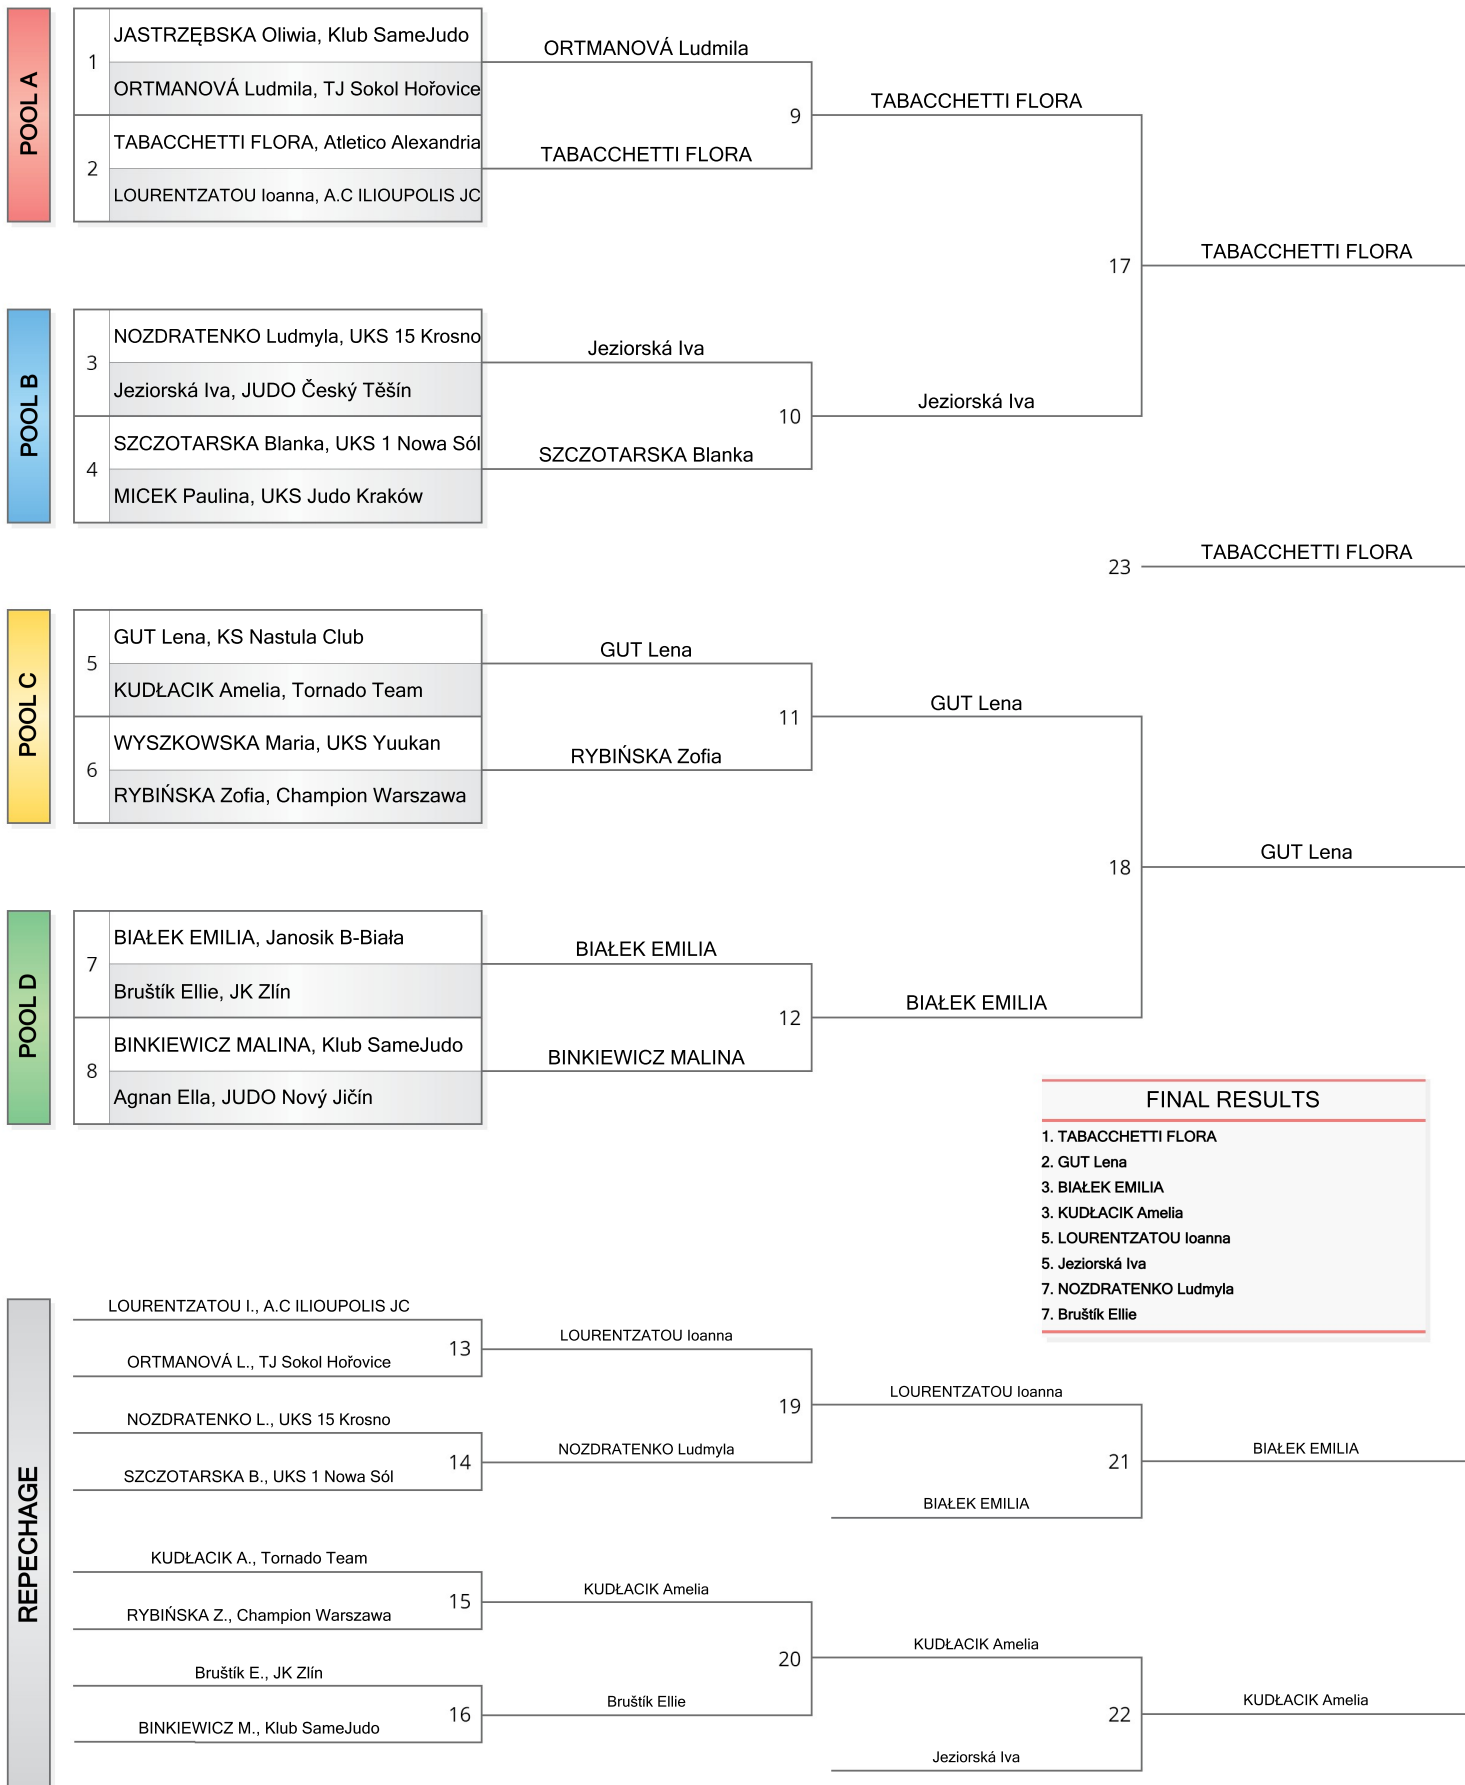 POOL A
1
JASTRZĘBSKA Oliwia, Klub SameJudo
ORTMANOVÁ Ludmila, TJ Sokol Hořovice
2
TABACCHETTI FLORA, Atletico Alexandria
LOURENTZATOU Ioanna, A.C ILIOUPOLIS JC
ORTMANOVÁ Ludmila
9
TABACCHETTI FLORA
TABACCHETTI FLORA
17
TABACCHETTI FLORA
POOL B
3
NOZDRATENKO Ludmyla, UKS 15 Krosno
Jeziorská Iva, JUDO Český Těšín
4
SZCZOTARSKA Blanka, UKS 1 Nowa Sól
MICEK Paulina, UKS Judo Kraków
Jeziorská Iva
10
SZCZOTARSKA Blanka
Jeziorská Iva
23
TABACCHETTI FLORA
POOL C
5
GUT Lena, KS Nastula Club
KUDŁACIK Amelia, Tornado Team
6
WYSZKOWSKA Maria, UKS Yuukan
RYBIŃSKA Zofia, Champion Warszawa
GUT Lena
11
RYBIŃSKA Zofia
GUT Lena
18
GUT Lena
POOL D
7
BIAŁEK EMILIA, Janosik B-Biała
Bruštík Ellie, JK Zlín
8
BINKIEWICZ MALINA, Klub SameJudo
Agnan Ella, JUDO Nový Jičín
BIAŁEK EMILIA
12
BINKIEWICZ MALINA
BIAŁEK EMILIA
FINAL RESULTS
1. TABACCHETTI FLORA
2. GUT Lena
3. BIAŁEK EMILIA
3. KUDŁACIK Amelia
5. LOURENTZATOU Ioanna
5. Jeziorská Iva
7. NOZDRATENKO Ludmyla
7. Bruštík Ellie
REPECHAGE
LOURENTZATOU I., A.C ILIOUPOLIS JC
13
ORTMANOVÁ L., TJ Sokol Hořovice
NOZDRATENKO L., UKS 15 Krosno
14
SZCZOTARSKA B., UKS 1 Nowa Sól
LOURENTZATOU Ioanna
19
NOZDRATENKO Ludmyla
LOURENTZATOU Ioanna
21
BIAŁEK EMILIA
BIAŁEK EMILIA
KUDŁACIK A., Tornado Team
15
RYBIŃSKA Z., Champion Warszawa
Bruštík E., JK Zlín
16
BINKIEWICZ M., Klub SameJudo
KUDŁACIK Amelia
20
Bruštík Ellie
KUDŁACIK Amelia
22
Jeziorská Iva
KUDŁACIK Amelia